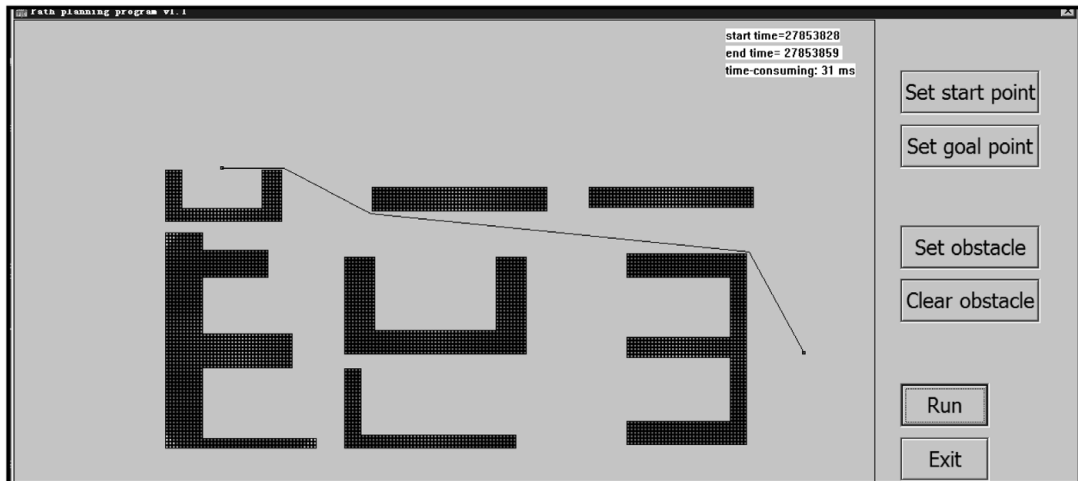 Path planning program v1.1
start time=27853828
end time= 27853859
time-consuming: 31 ms
Set start point
Set goal point
Set obstacle
Clear obstacle
Run
Exit